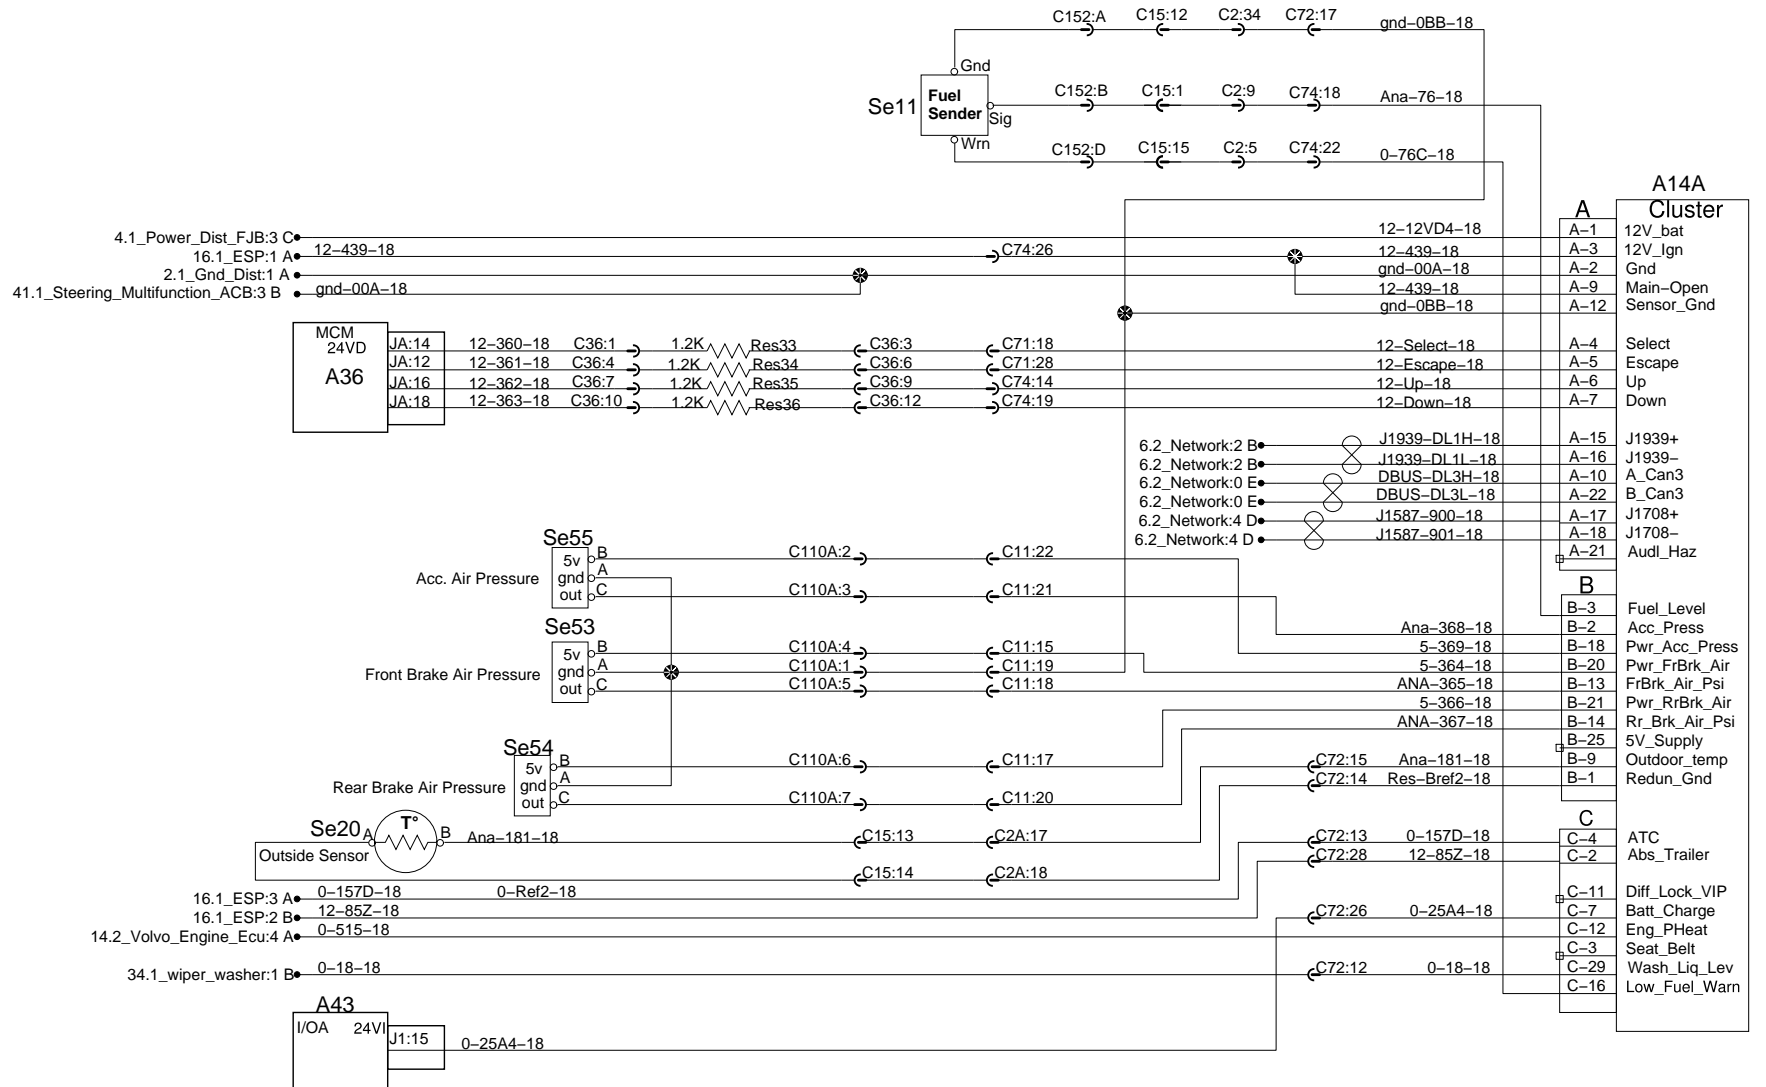 C152:A C15:12 C2:34 C72:17 gnd–0BB–18
Gnd
Se11 Fuel Sender Sig
C152:B C15:1 C2:9 C74:18 Ana–76–18
Wrn
C152:D C15:15 C2:5 C74:22 0–76C–18
A14A
A Cluster
4.1_Power_Dist_FJB:3 C 12–12VD4–18 A–1 12V_bat
16.1_ESP:1 A 12–439–18 C74:26 12–439–18 A–3 12V_Ign
2.1_Gnd_Dist:1 A gnd–00A–18 A–2 Gnd
41.1_Steering_Multifunction_ACB:3 B gnd–00A–18 12–439–18 A–9 Main–Open
gnd–0BB–18 A–12 Sensor_Gnd
MCM
24VD
A36
JA:14 12–360–18 C36:1 1.2K Res33 C36:3 C71:18 12–Select–18 A–4 Select
JA:12 12–361–18 C36:4 1.2K Res34 C36:6 C71:28 12–Escape–18 A–5 Escape
JA:16 12–362–18 C36:7 1.2K Res35 C36:9 C74:14 12–Up–18 A–6 Up
JA:18 12–363–18 C36:10 1.2K Res36 C36:12 C74:19 12–Down–18 A–7 Down
6.2_Network:2 B J1939–DL1H–18 A–15 J1939+
6.2_Network:2 B J1939–DL1L–18 A–16 J1939–
6.2_Network:0 E DBUS–DL3H–18 A–10 A_Can3
6.2_Network:0 E DBUS–DL3L–18 A–22 B_Can3
6.2_Network:4 D J1587–900–18 A–17 J1708+
6.2_Network:4 D J1587–901–18 A–18 J1708–
A–21 Audl_Haz
Se55
Acc. Air Pressure
5v B C110A:2 C11:22
gnd A
out C C110A:3 C11:21
B
B–3 Fuel_Level
Ana–368–18 B–2 Acc_Press
5–369–18 B–18 Pwr_Acc_Press
Se53
Front Brake Air Pressure
5v B C110A:4 C11:15 5–364–18 B–20 Pwr_FrBrk_Air
gnd A C110A:1 C11:19
out C C110A:5 C11:18 ANA–365–18 B–13 FrBrk_Air_Psi
5–366–18 B–21 Pwr_RrBrk_Air
ANA–367–18 B–14 Rr_Brk_Air_Psi
B–25 5V_Supply
Se54
Rear Brake Air Pressure
5v B C110A:6 C11:17
gnd A
out C C110A:7 C11:20
C72:15 Ana–181–18 B–9 Outdoor_temp
C72:14 Res–Bref2–18 B–1 Redun_Gnd
C
Se20 A T° B Ana–181–18 C15:13 C2A:17
Outside Sensor
C15:14 C2A:18
C72:13 0–157D–18 C–4 ATC
C72:28 12–85Z–18 C–2 Abs_Trailer
16.1_ESP:3 A 0–157D–18 0–Ref2–18 C–11 Diff_Lock_VIP
16.1_ESP:2 B 12–85Z–18 C72:26 0–25A4–18 C–7 Batt_Charge
14.2_Volvo_Engine_Ecu:4 A 0–515–18 C–12 Eng_PHeat
C–3 Seat_Belt
34.1_wiper_washer:1 B 0–18–18 C72:12 0–18–18 C–29 Wash_Liq_Lev
C–16 Low_Fuel_Warn
A43
I/OA 24VI
J1:15 0–25A4–18